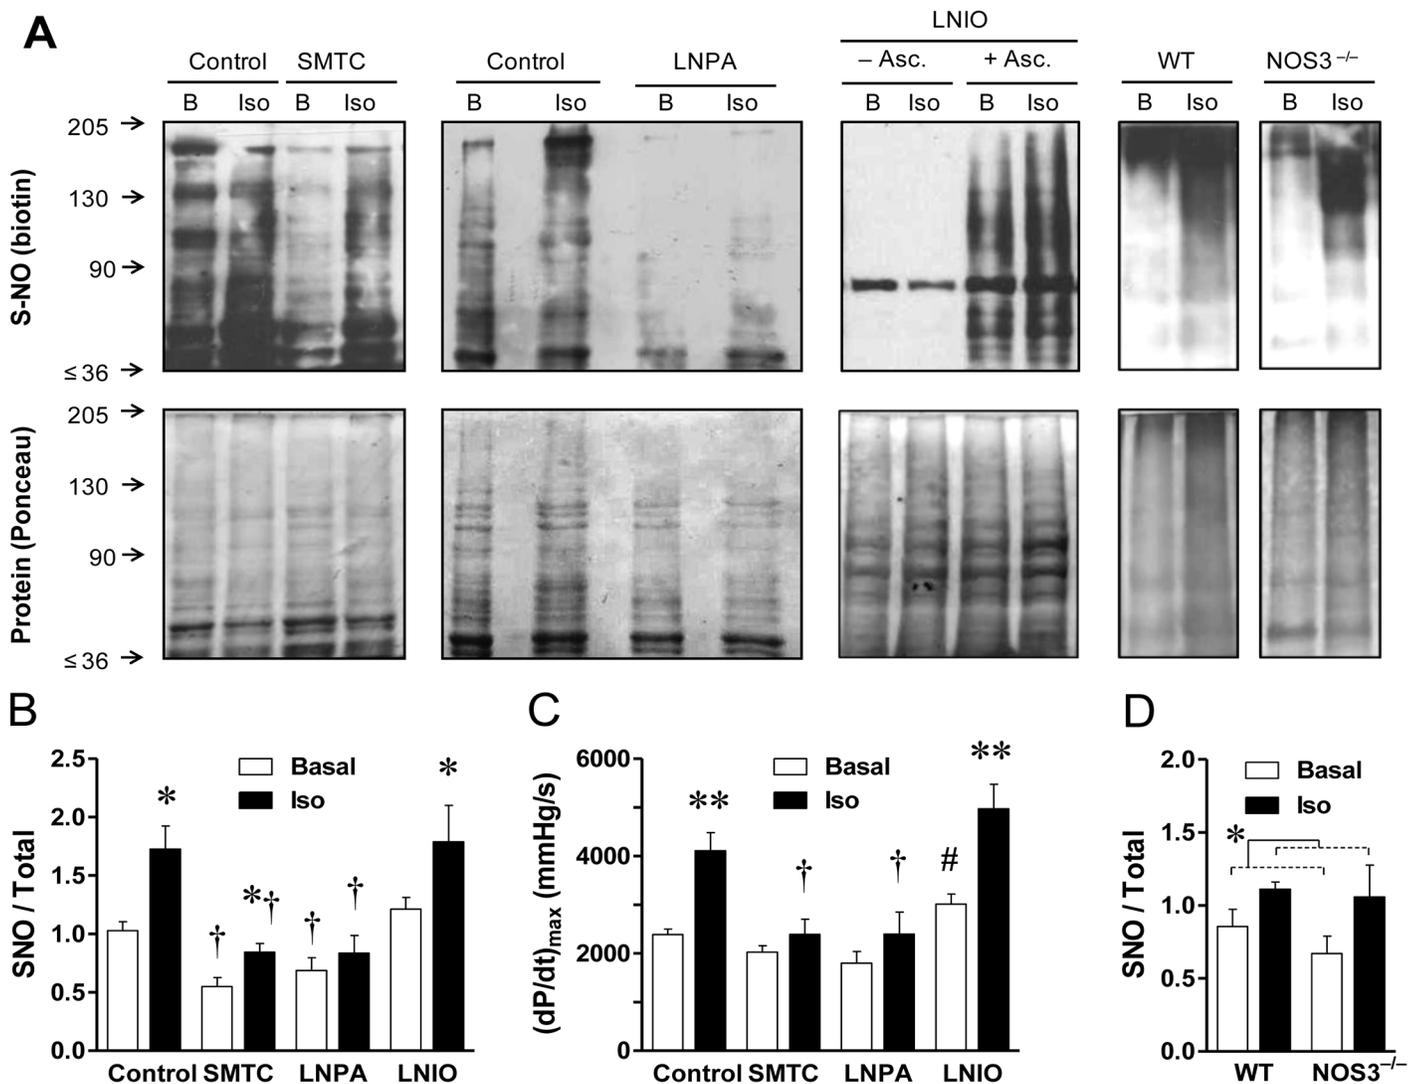 A
LNIO
Control SMTC Control LNPA – Asc. + Asc. WT NOS3 –/–
B Iso B Iso B Iso B Iso B Iso B Iso B Iso B Iso
S-NO (biotin)
205
130
90
≤ 36
Protein (Ponceau)
205
130
90
≤ 36
B
SNO / Total
2.5
2.0
1.5
1.0
0.5
0.0
Basal
Iso
*
†
*†
†
†
*
Control SMTC LNPA LNIO
C
(dP/dt)max (mmHg/s)
6000
4000
2000
0
Basal
Iso
**
†
†
#
**
Control SMTC LNPA LNIO
D
SNO / Total
2.0
1.5
1.0
0.5
0.0
Basal
Iso
*
WT NOS3–/–